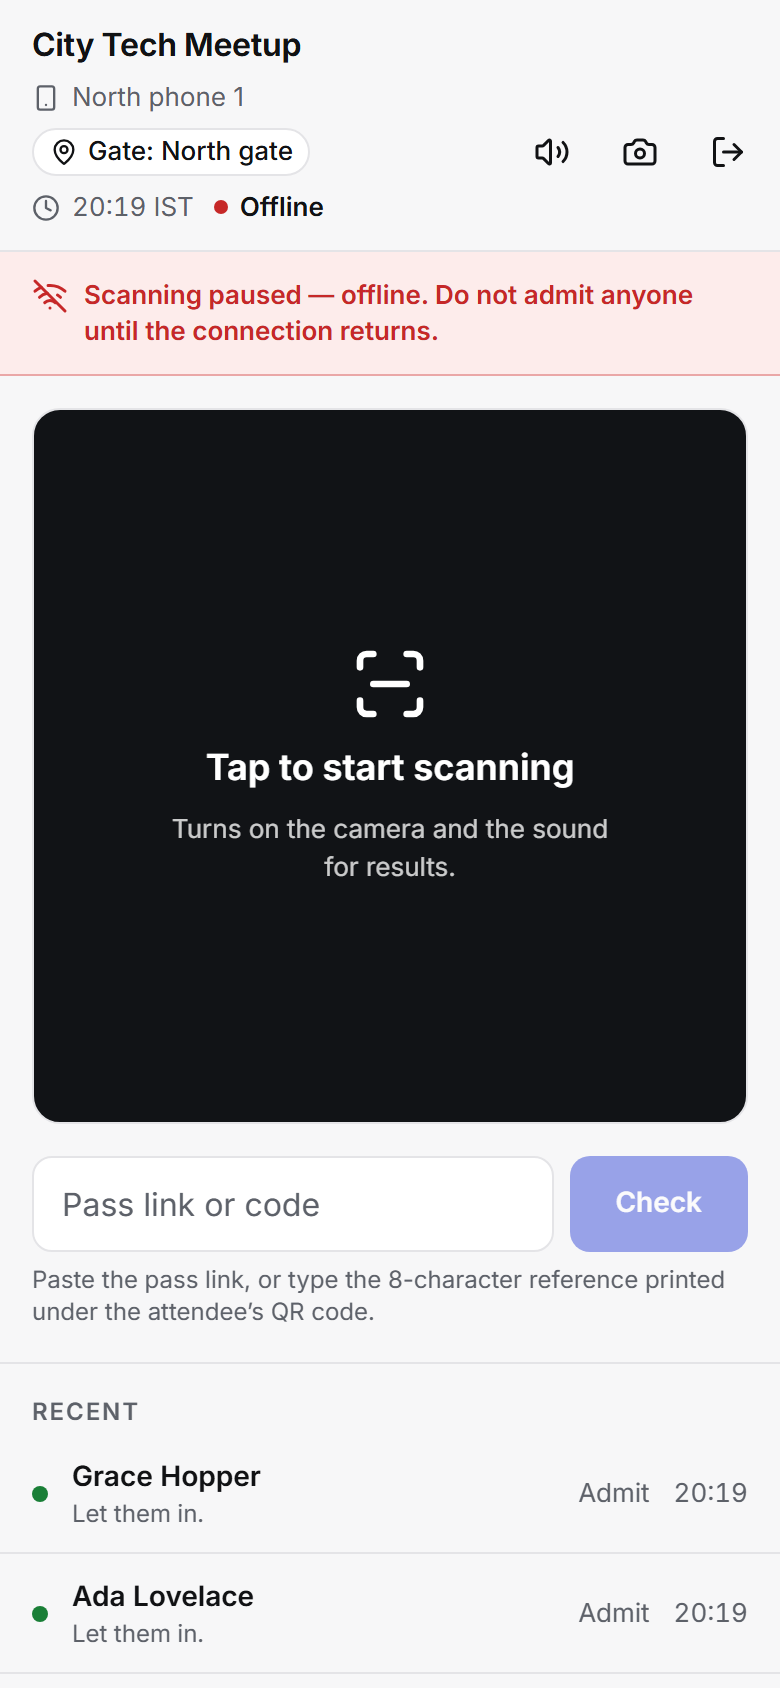 City Tech Meetup
North phone 1
Gate: North gate
20:19 IST Offline
Scanning paused — offline. Do not admit anyone
until the connection returns.
Tap to start scanning
Turns on the camera and the sound
for results.
Pass link or code
Check
Paste the pass link, or type the 8-character reference printed
under the attendee’s QR code.
RECENT
Grace Hopper
Let them in.
Admit 20:19
Ada Lovelace
Let them in.
Admit 20:19